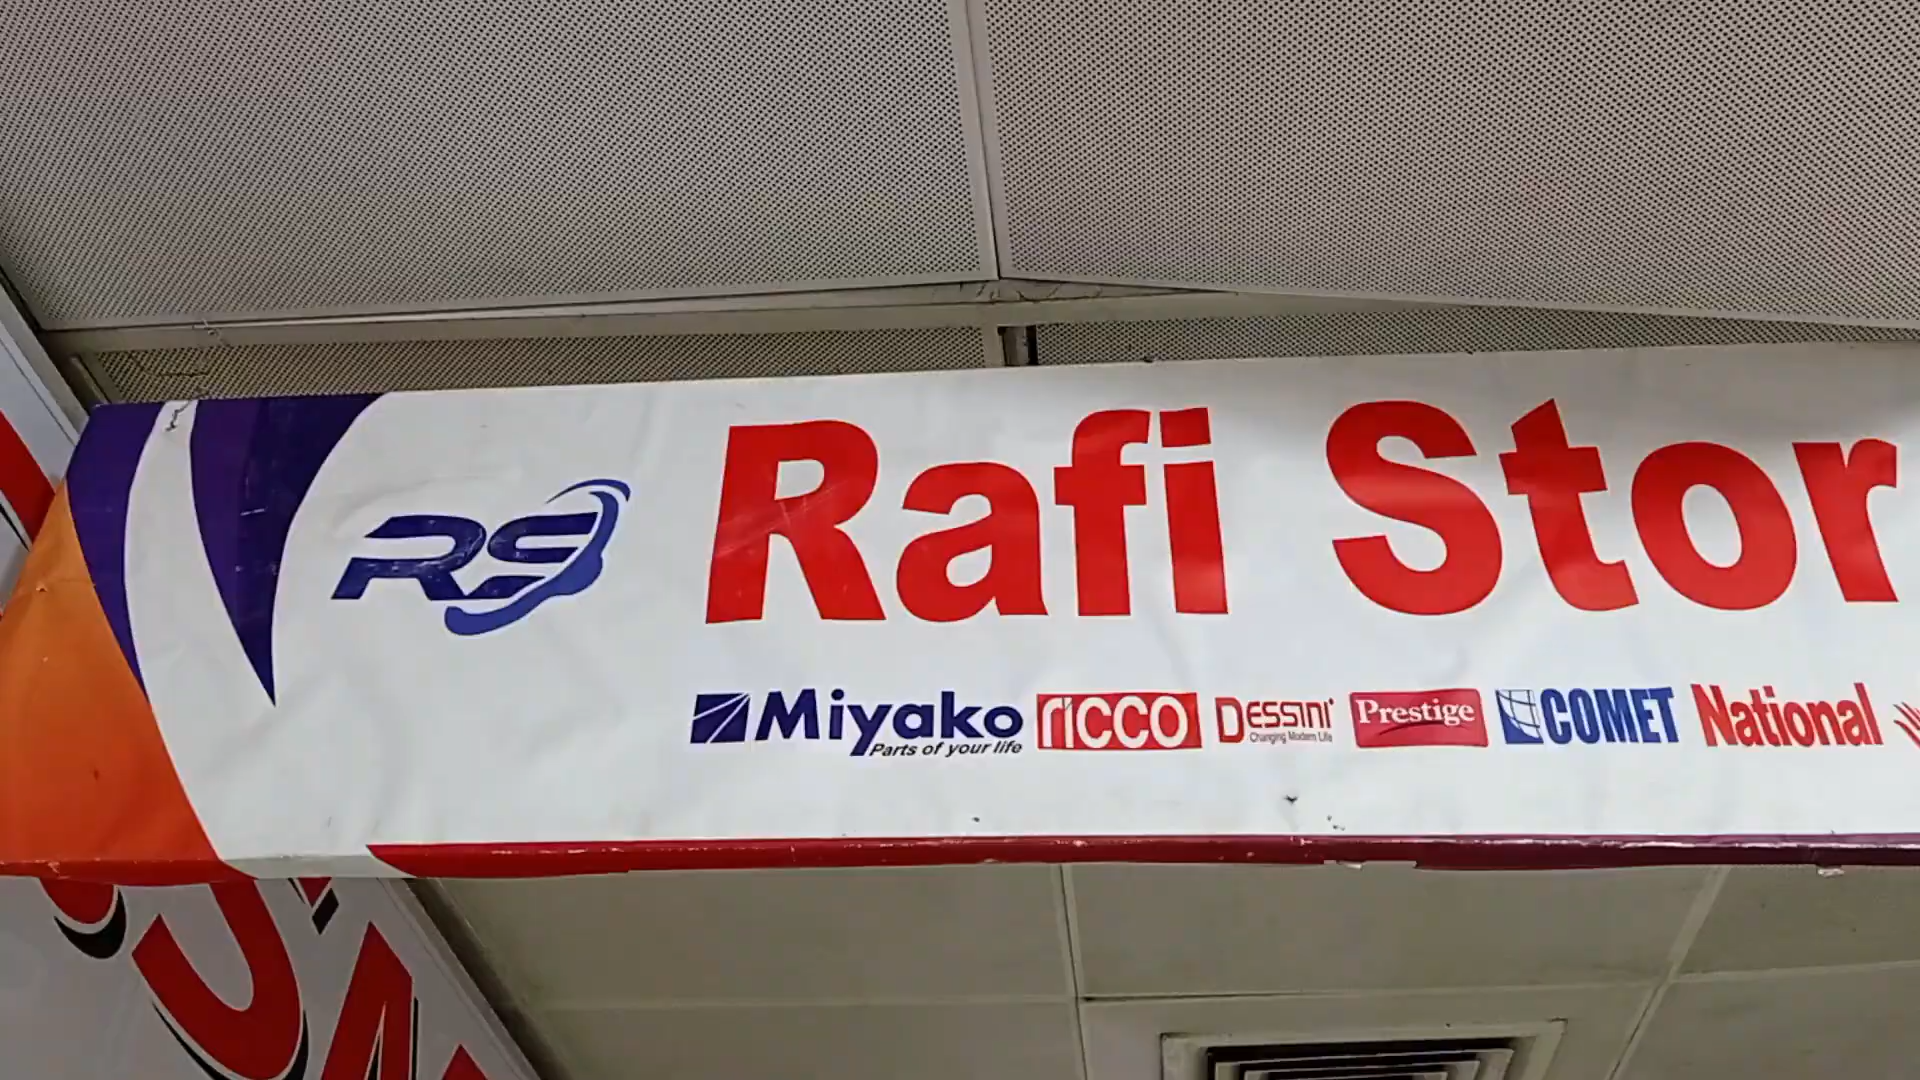 RS
Rafi Stor
Miyako RICCO DESSINI Prestige COMET National
Parts of your life Changing Modern Life